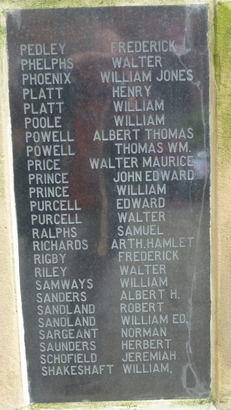 PEDLEY FREDERICK
PHELPHS WALTER
PHOENIX WILLIAM JONES
PLATT HENRY
PLATT WILLIAM
POOLE WILLIAM
POWELL ALBERT THOMAS
POWELL THOMAS WM.
PRICE WALTER MAURICE
PRINCE JOHN EDWARD
PRINCE WILLIAM
PURCELL EDWARD
PURCELL WALTER
RALPHS SAMUEL
RICHARDS ARTH.HAMLET
RIGBY FREDERICK
RILEY WALTER
SAMWAYS WILLIAM
SANDERS ALBERT H.
SANDLAND ROBERT
SANDLAND WILLIAM ED.
SARGEANT NORMAN
SAUNDERS HERBERT
SCHOFIELD JEREMIAH
SHAKESHAFT WILLIAM.